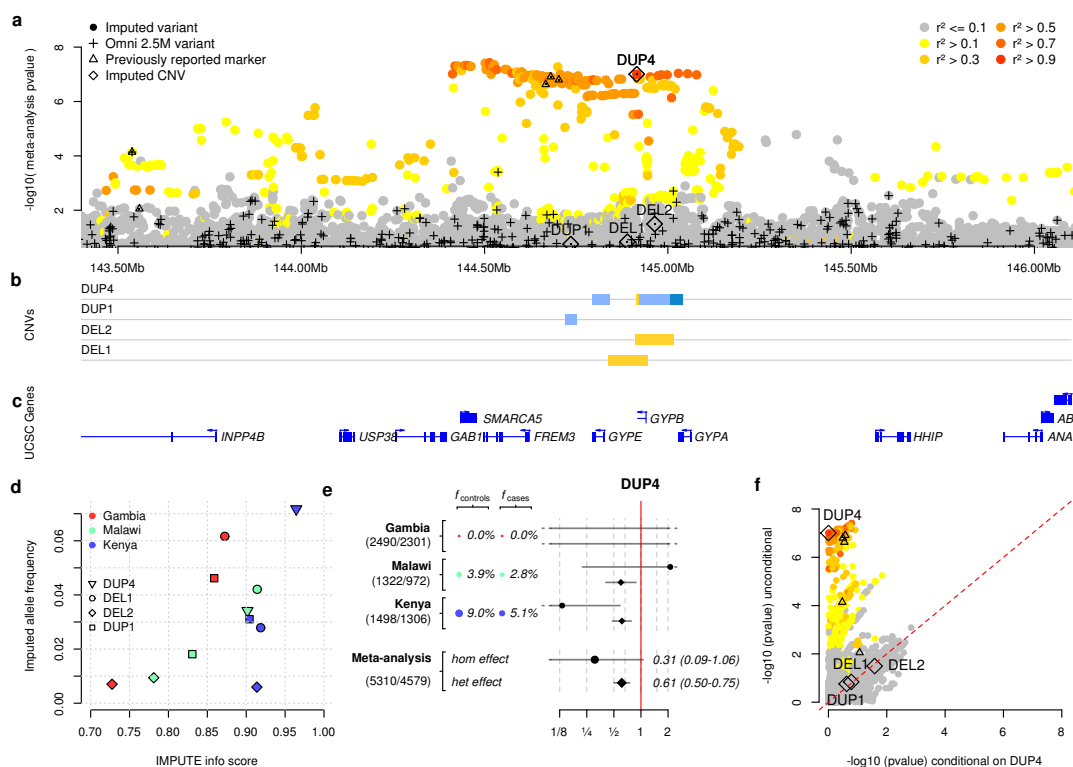 a
Imputed variant
Omni 2.5M variant
Previously reported marker
Imputed CNV
r² <= 0.1
r² > 0.1
r² > 0.3
r² > 0.5
r² > 0.7
r² > 0.9
-log10( meta-analysis pvalue )
8
6
4
2
DUP4
DUP1
DEL1
DEL2
143.50Mb
144.00Mb
144.50Mb
145.00Mb
145.50Mb
146.00Mb
b
CNVs
DUP4
DUP1
DEL2
DEL1
c
UCSC Genes
INPP4B
USP38
GAB1
SMARCA5
FREM3
GYPE
GYPB
GYPA
HHIP
AB
ANA
d
Gambia
Malawi
Kenya
DUP4
DEL1
DEL2
DUP1
Imputed allele frequency
0.06
0.04
0.02
0.00
0.70 0.75 0.80 0.85 0.90 0.95 1.00
IMPUTE info score
e
DUP4
f controls
f cases
Gambia
(2490/2301)
0.0%
0.0%
Malawi
(1322/972)
3.9%
2.8%
Kenya
(1498/1306)
9.0%
5.1%
Meta-analysis
(5310/4579)
hom effect
0.31 (0.09-1.06)
het effect
0.61 (0.50-0.75)
1/8 ¼ ½ 1 2
f
-log10 (pvalue) unconditional
8
6
4
2
0
DUP4
DEL1
DEL2
DUP1
0 2 4 6 8
-log10 (pvalue) conditional on DUP4